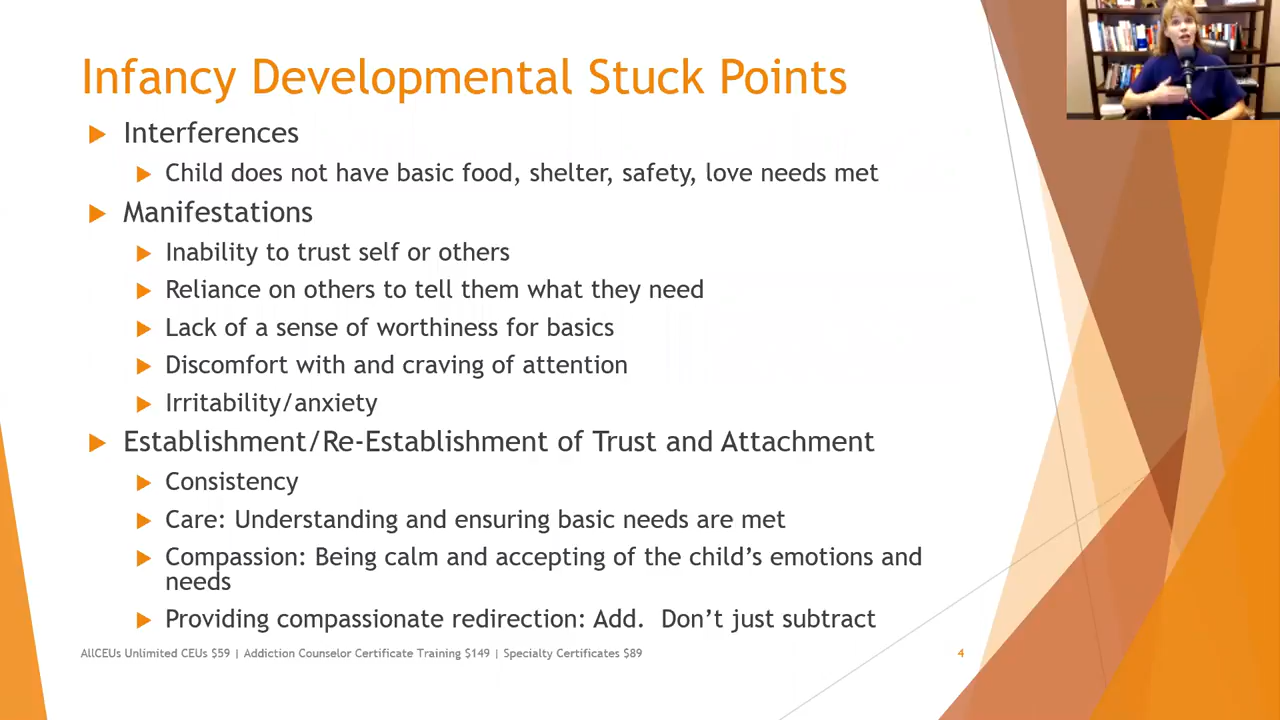 Infancy Developmental Stuck Points
Interferences
Child does not have basic food, shelter, safety, love needs met
Manifestations
Inability to trust self or others
Reliance on others to tell them what they need
Lack of a sense of worthiness for basics
Discomfort with and craving of attention
Irritability/anxiety
Establishment/Re-Establishment of Trust and Attachment
Consistency
Care: Understanding and ensuring basic needs are met
Compassion: Being calm and accepting of the child’s emotions and
needs
Providing compassionate redirection: Add.  Don’t just subtract
AllCEUs Unlimited CEUs $59 | Addiction Counselor Certificate Training $149 | Specialty Certificates $89
4